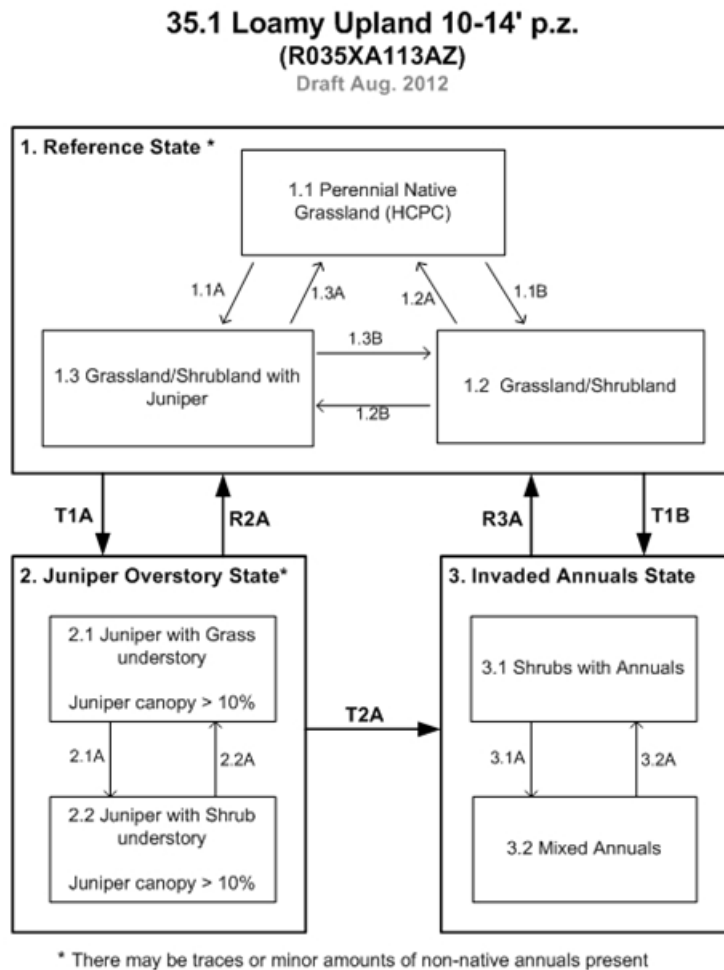 35.1 Loamy Upland 10-14' p.z.
(R035XA113AZ)
Draft Aug. 2012
1. Reference State *
1.1 Perennial Native
Grassland (HCPC)
1.1A
1.3A
1.2A
1.1B
1.3 Grassland/Shrubland with
Juniper
1.3B
1.2B
1.2 Grassland/Shrubland
T1A
R2A
R3A
T1B
2. Juniper Overstory State*
2.1 Juniper with Grass
understory
Juniper canopy > 10%
2.1A
2.2A
2.2 Juniper with Shrub
understory
Juniper canopy > 10%
T2A
3. Invaded Annuals State
3.1 Shrubs with Annuals
3.1A
3.2A
3.2 Mixed Annuals
* There may be traces or minor amounts of non-native annuals present